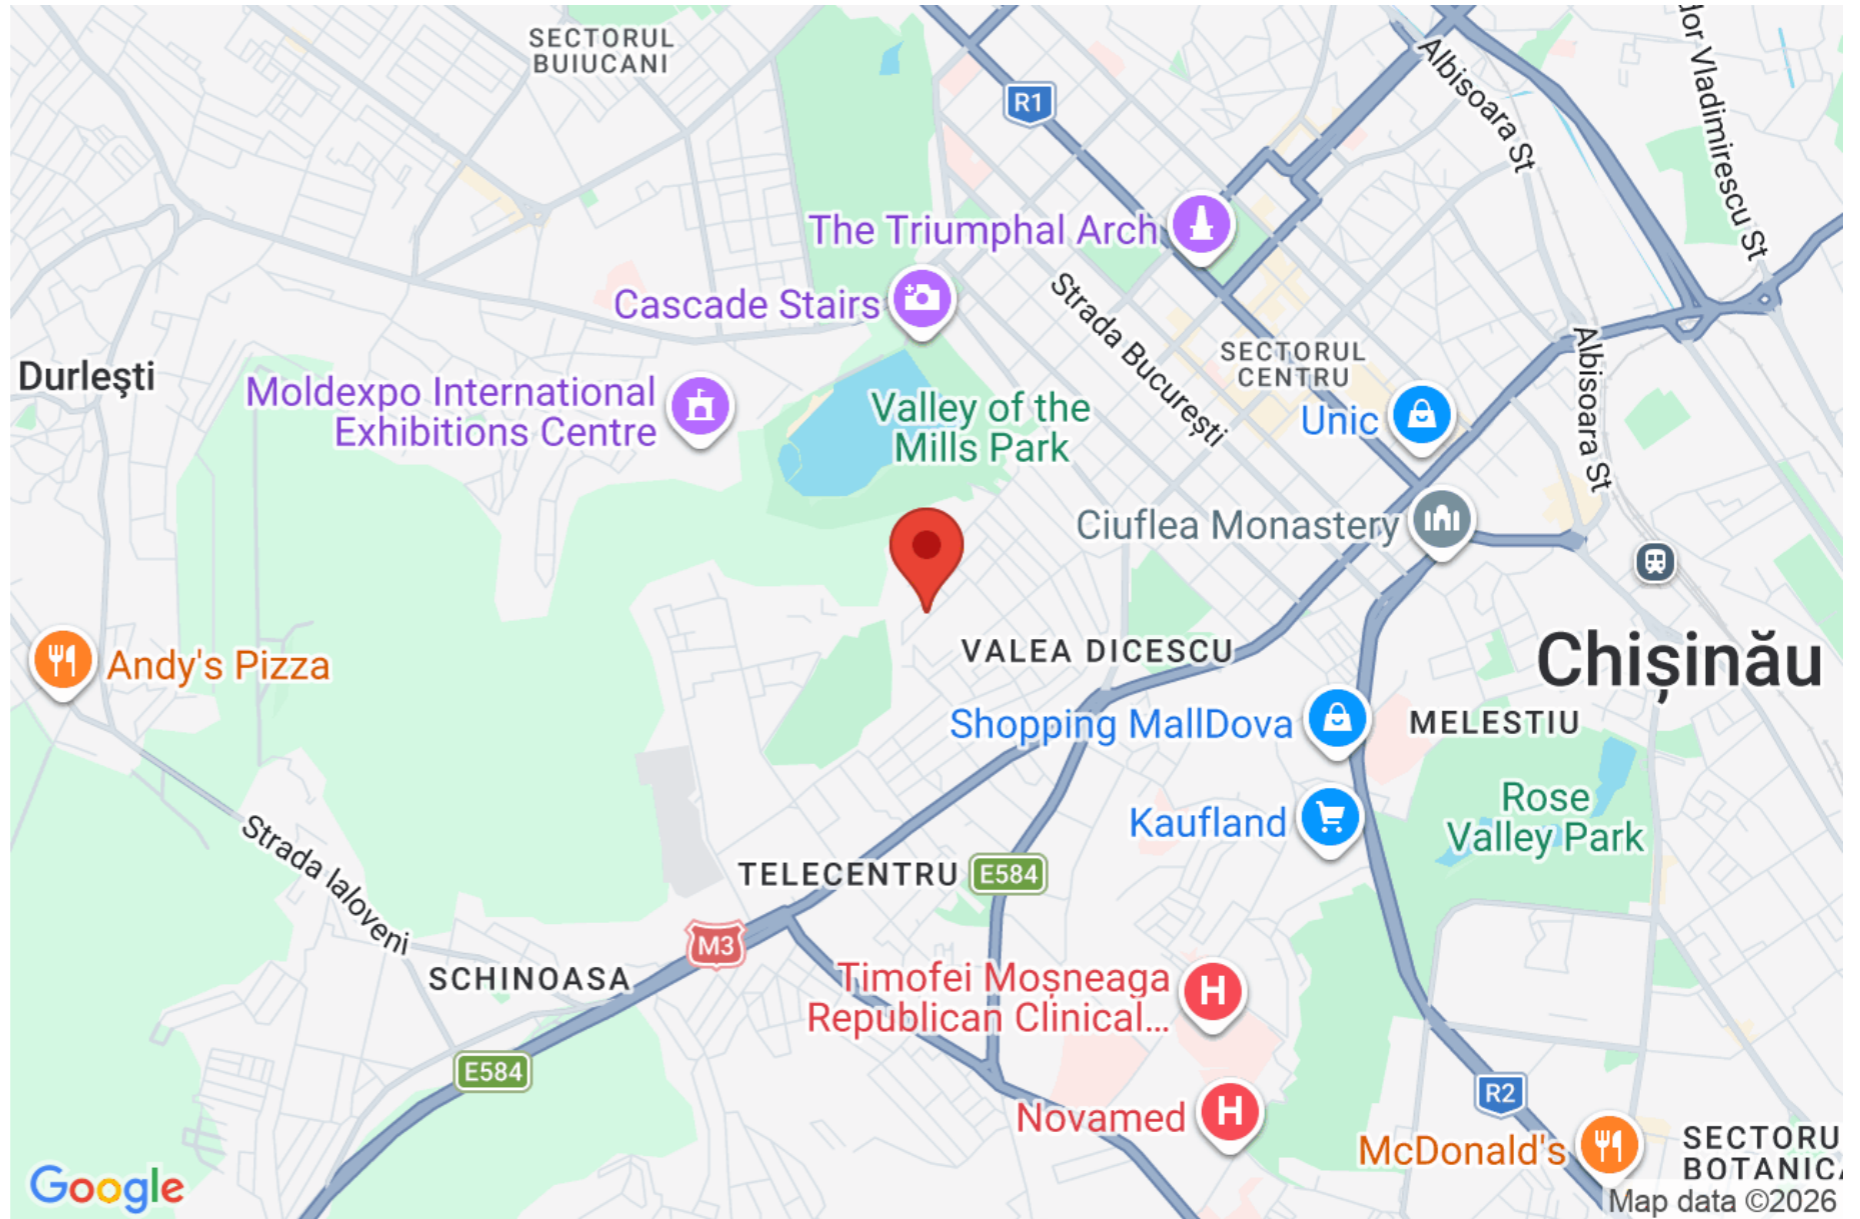 SECTORUL
BUIUCANI
R1
Albisoara St
dor Vladimirescu St
The Triumphal Arch
Cascade Stairs
Strada București
SECTORUL
CENTRU
Albisoara St
Durleşti
Moldexpo International
Exhibitions Centre
Valley of the
Mills Park
Unic
Ciuflea Monastery
Andy's Pizza
VALEA DICESCU
Chișinău
Shopping MallDova
MELESTIU
Rose
Valley Park
Kaufland
Strada Ialoveni
TELECENTRU
E584
M3
SCHINOASA
Timofei Moșneaga
Republican Clinical...
H
E584
R2
Novamed
H
McDonald's
SECTORU
BOTANICA
Google
Map data ©2026